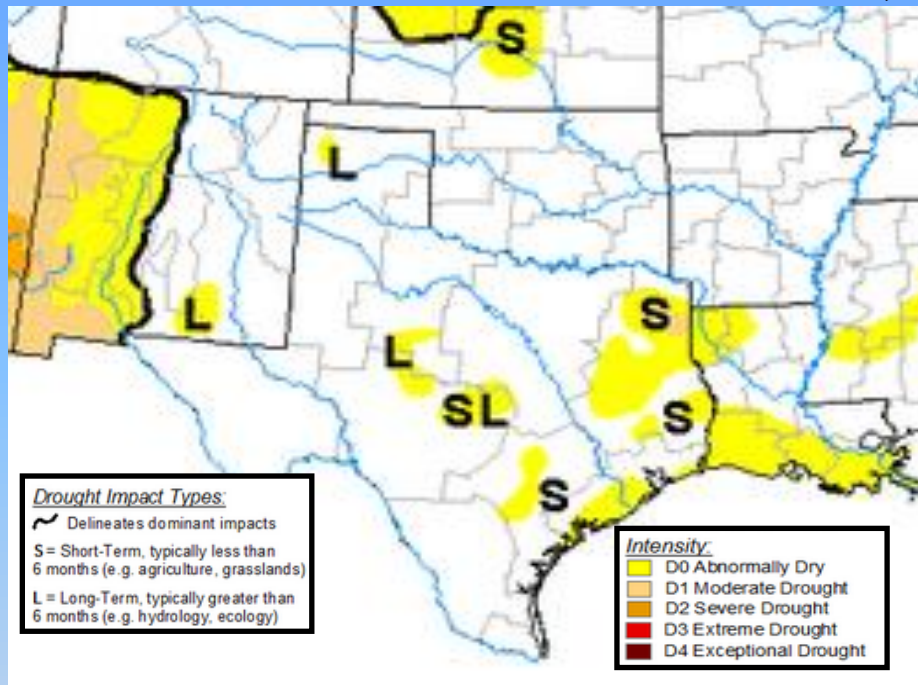 S
L
L
L
S
SL
S
S
Drought Impact Types:
Delineates dominant impacts
S = Short-Term, typically less than
6 months (e.g. agriculture, grasslands)
L = Long-Term, typically greater than
6 months (e.g. hydrology, ecology)
Intensity:
D0 Abnormally Dry
D1 Moderate Drought
D2 Severe Drought
D3 Extreme Drought
D4 Exceptional Drought